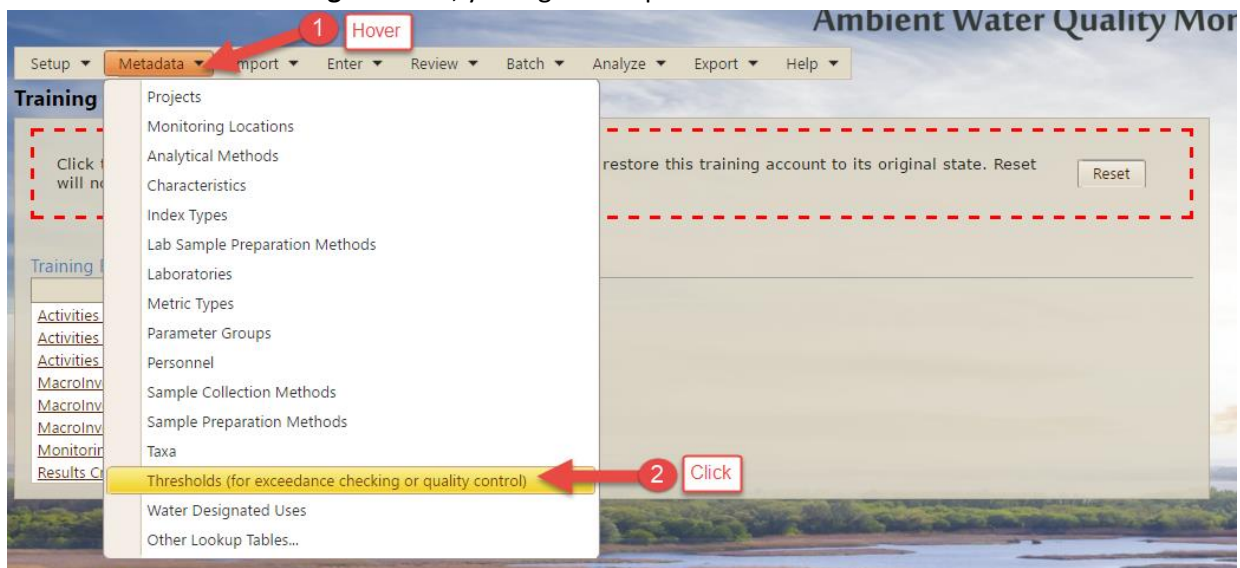 Ambient Water Quality Mor
1 Hover
Setup Metadata mport Enter Review Batch Analyze Export Help
Training
Projects
Monitoring Locations
Analytical Methods
Characteristics
Index Types
Lab Sample Preparation Methods
Laboratories
Metric Types
Parameter Groups
Personnel
Sample Collection Methods
Sample Preparation Methods
Taxa
Thresholds (for exceedance checking or quality control)
Water Designated Uses
Other Lookup Tables...
2 Click
Click
restore this training account to its original state. Reset
will
Reset
Training
Activities
Activities
Activities
MacroInv
MacroInv
MacroInv
Monitorin
Results Cr